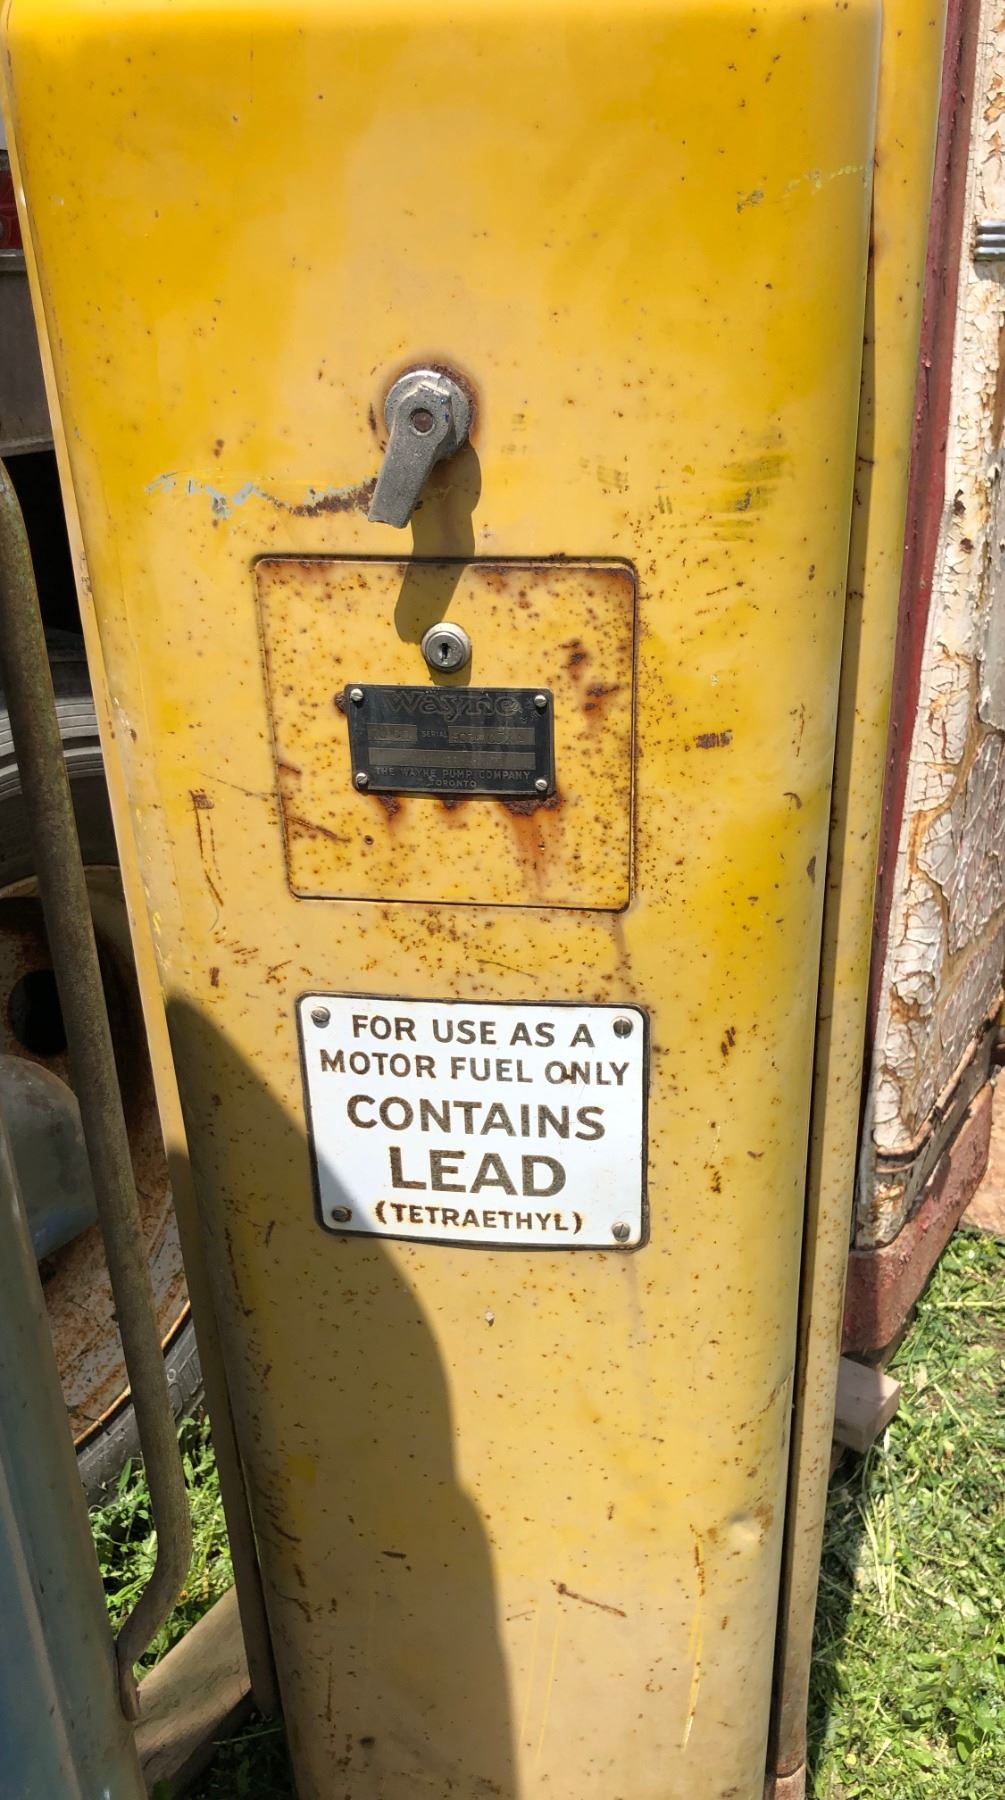 Wayne
SERIAL
THE WAYNE PUMP COMPANY
TORONTO
FOR USE AS A
MOTOR FUEL ONLY
CONTAINS
LEAD
(TETRAETHYL)